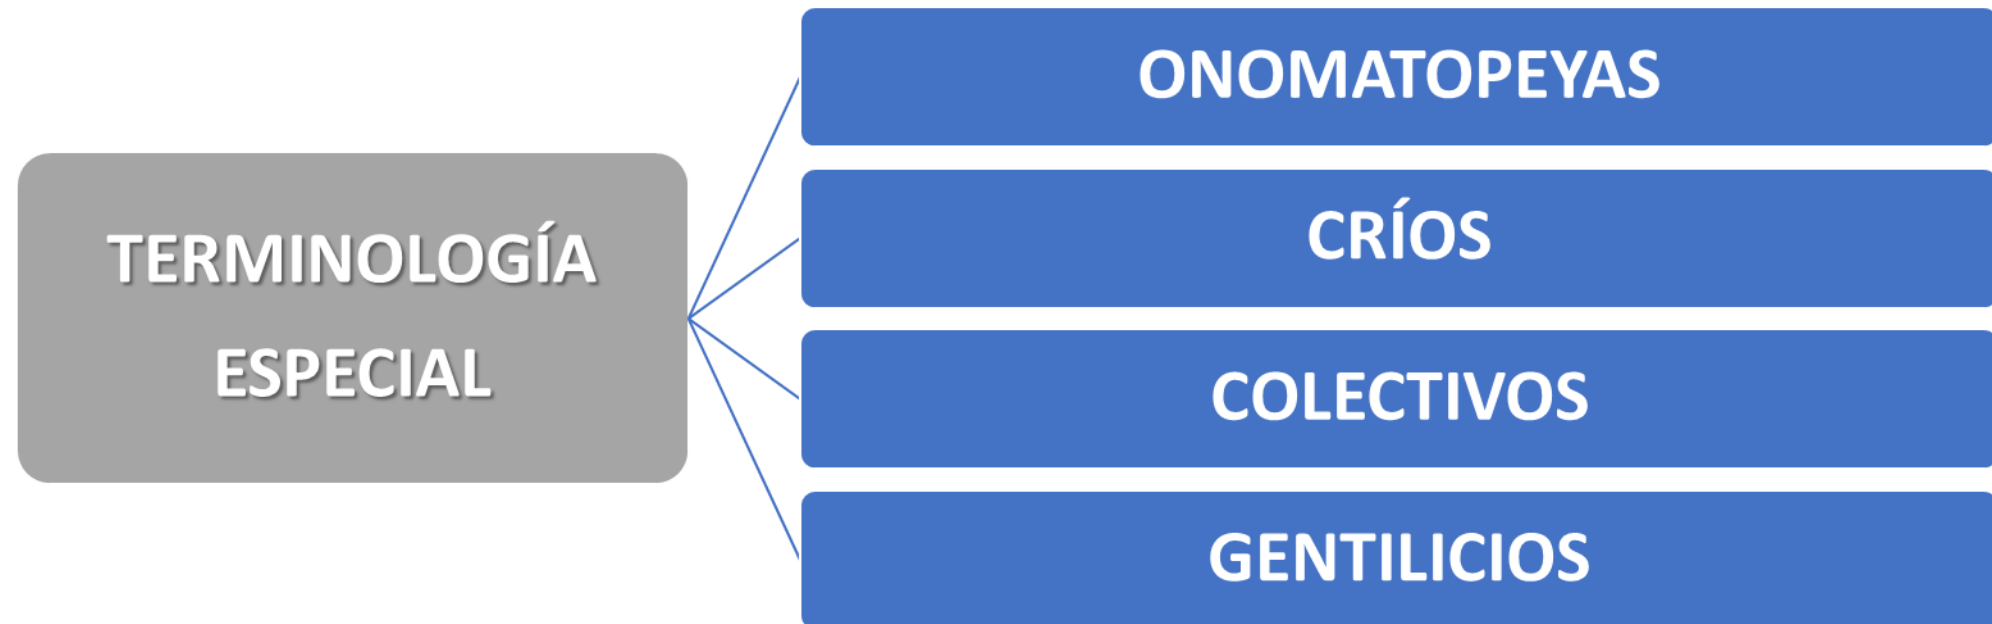 TERMINOLOGÍA
ESPECIAL
ONOMATOPEYAS
CRÍOS
COLECTIVOS
GENTILICIOS